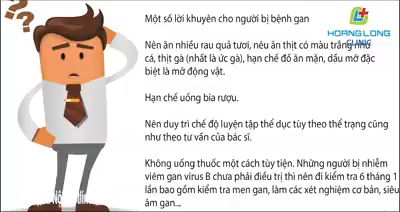 Một số lời khuyên cho người bị bệnh gan
HOANG LONG
CLINIC
Nên ăn nhiều rau quả tươi, nêu ăn thịt có màu trắng như
cá, thịt gà (nhất là ức gà), hạn chế đồ ăn mặn, dầu mỡ đặc
biệt là mỡ động vật.
Hạn chế uống bia rượu.
Nên duy trì chế độ luyện tập thể dục tùy theo thể trạng cũng
như theo tư vấn của bác sĩ.
Không uống thuốc một cách tùy tiện. Những người bị nhiễm
viêm gan virus B chưa phải điều trị thì nên đi kiểm tra 6 tháng 1
lần bao gồm kiểm tra men gan, làm các xét nghiệm cơ bản, siêu
âm gan...